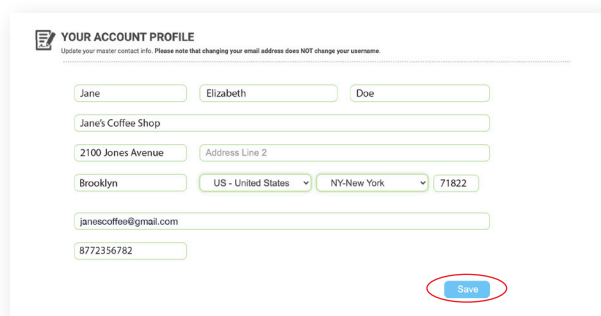 YOUR ACCOUNT PROFILE
Update your master contact info. Please note that changing your email address does NOT change your username.
Jane Elizabeth Doe
Jane's Coffee Shop
2100 Jones Avenue Address Line 2
Brooklyn US - United States NY-New York 71822
janescoffee@gmail.com
8772356782
Save